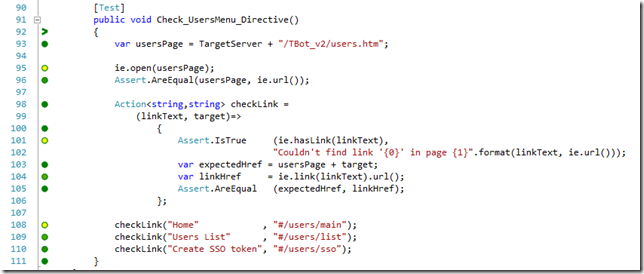 90 [Test]
91 public void Check_UsersMenu_Directive()
92 {
93 var usersPage = TargetServer + "/TBot_v2/users.htm";
94
95 ie.open(usersPage);
96 Assert.AreEqual(usersPage, ie.url());
97
98 Action<string,string> checkLink =
99 (linkText, target)=>
100 {
101 Assert.IsTrue (ie.hasLink(linkText),
102 "Couldn't find link '{0}' in page {1}".format(linkText, ie.url()));
103 var expectedHref = usersPage + target;
104 var linkHref = ie.link(linkText).url();
105 Assert.AreEqual (expectedHref, linkHref);
106 };
107
108 checkLink("Home" , "#/users/main");
109 checkLink("Users List" , "#/users/list");
110 checkLink("Create SSO token", "#/users/sso");
111 }